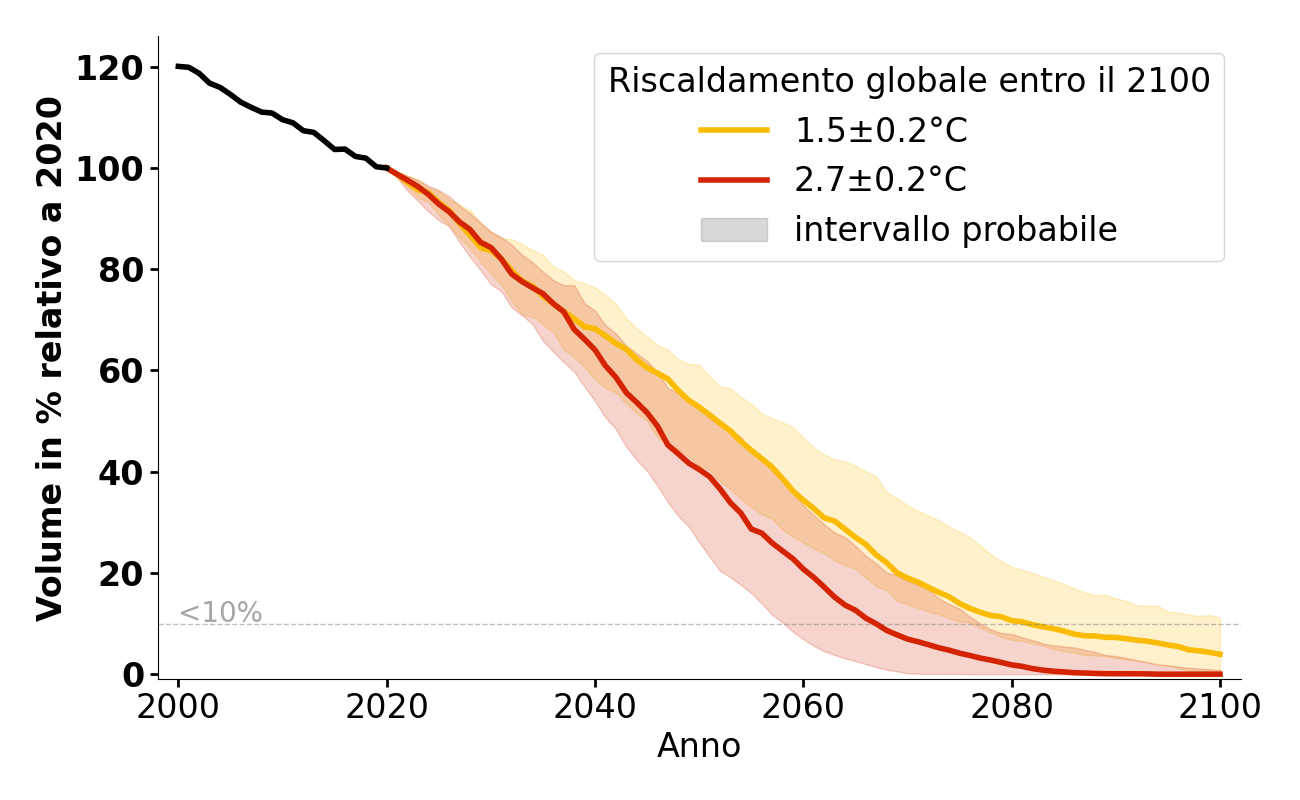 Volume in % relativo a 2020
120
100
80
60
40
20
0
<10%
Riscaldamento globale entro il 2100
1.5±0.2°C
2.7±0.2°C
intervallo probabile
2000 2020 2040 2060 2080 2100
Anno